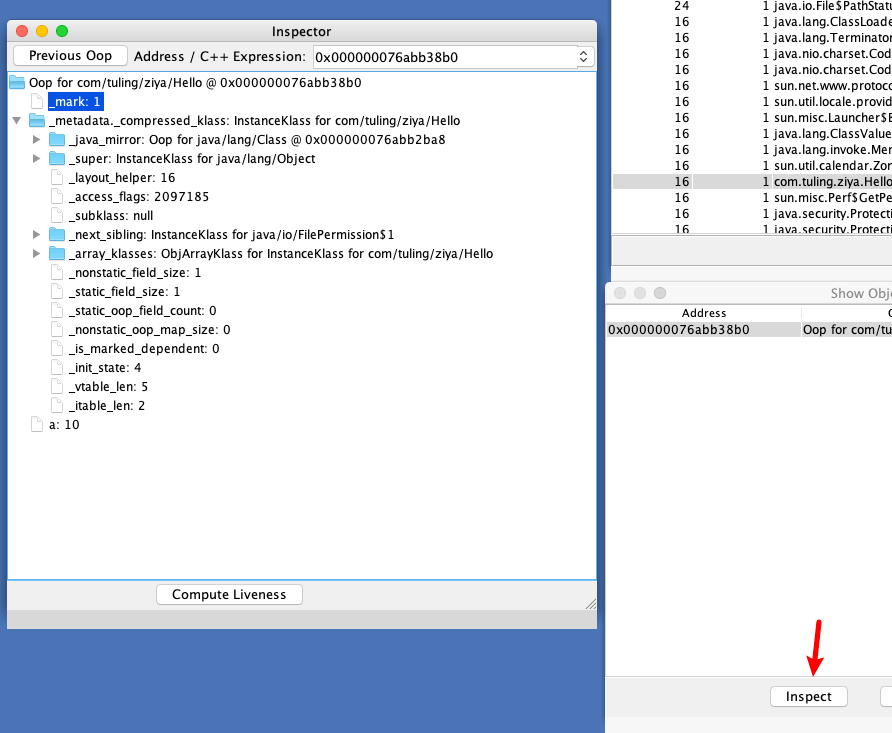 Inspector
Previous Oop Address / C++ Expression: 0x000000076abb38b0
Oop for com/tuling/ziya/Hello @ 0x000000076abb38b0
_mark: 1
_metadata._compressed_klass: InstanceKlass for com/tuling/ziya/Hello
_java_mirror: Oop for java/lang/Class @ 0x000000076abb2ba8
_super: InstanceKlass for java/lang/Object
_layout_helper: 16
_access_flags: 2097185
_subklass: null
_next_sibling: InstanceKlass for java/io/FilePermission$1
_array_klasses: ObjArrayKlass for InstanceKlass for com/tuling/ziya/Hello
_nonstatic_field_size: 1
_static_field_size: 1
_static_oop_field_count: 0
_nonstatic_oop_map_size: 0
_is_marked_dependent: 0
_init_state: 4
_vtable_len: 5
_itable_len: 2
a: 10
Compute Liveness
24 1 java.io.File$PathStatu
16 1 java.lang.ClassLoade
16 1 java.lang.Terminator
16 1 java.nio.charset.Cod
16 1 java.nio.charset.Cod
16 1 sun.net.www.protoco
16 1 sun.util.locale.provid
16 1 sun.misc.Launcher$E
16 1 java.lang.ClassValue
16 1 java.lang.invoke.Mem
16 1 sun.util.calendar.Zon
16 1 com.tuling.ziya.Hello
16 1 sun.misc.Perf$GetPe
16 1 java.security.Protecti
16 1 java.security.Protecti
Show Obje
Address
0x000000076abb38b0 Oop for com/tu
Inspect